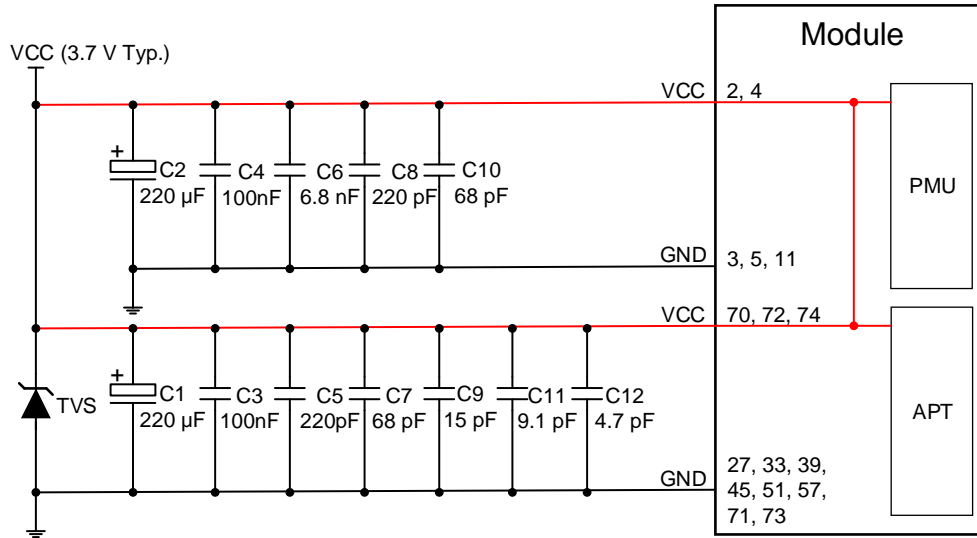 Module
VCC (3.7 V Typ.)
VCC
2, 4
+
C2
220 µF
C4
100nF
C6
6.8 nF
C8
220 pF
C10
68 pF
PMU
GND
3, 5, 11
VCC
70, 72, 74
TVS
+
C1
220 µF
C3
100nF
C5
220pF
C7
68 pF
C9
15 pF
C11
9.1 pF
C12
4.7 pF
APT
GND
27, 33, 39,
45, 51, 57,
71, 73